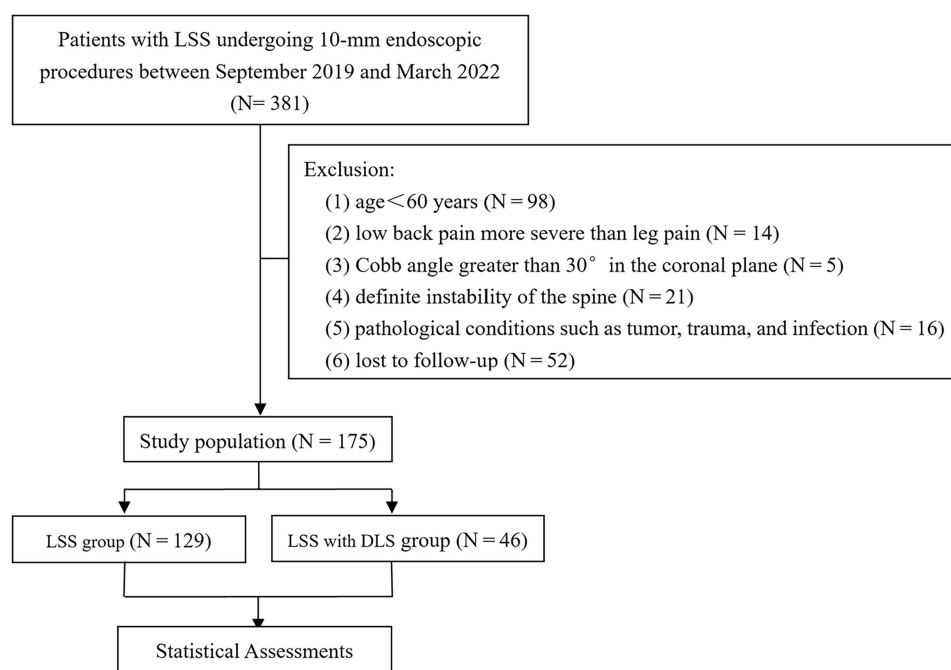 Patients with LSS undergoing 10-mm endoscopic
procedures between September 2019 and March 2022
(N= 381)
Exclusion:
(1) age＜60 years (N = 98)
(2) low back pain more severe than leg pain (N = 14)
(3) Cobb angle greater than 30° in the coronal plane (N = 5)
(4) definite instability of the spine (N = 21)
(5) pathological conditions such as tumor, trauma, and infection (N = 16)
(6) lost to follow-up (N = 52)
Study population (N = 175)
LSS group (N = 129)
LSS with DLS group (N = 46)
Statistical Assessments